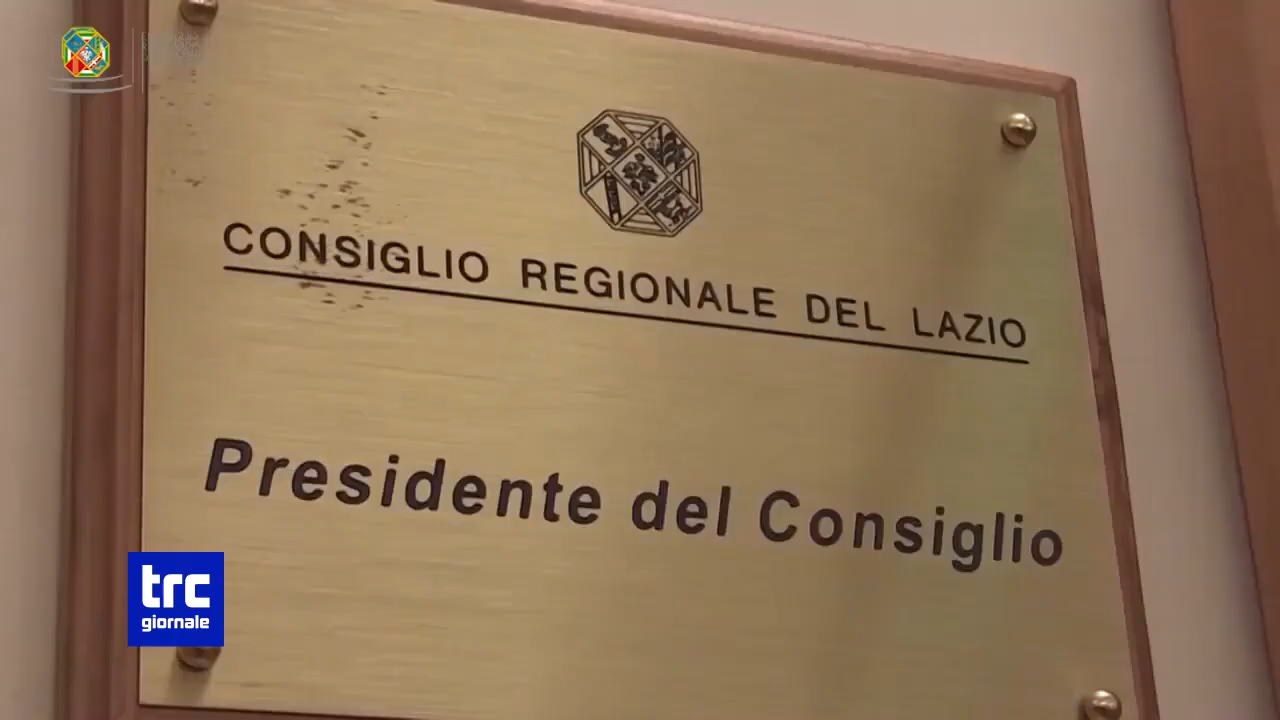 CONSIGLIO REGIONALE DEL LAZIO
Presidente del Consiglio
trc
giornale